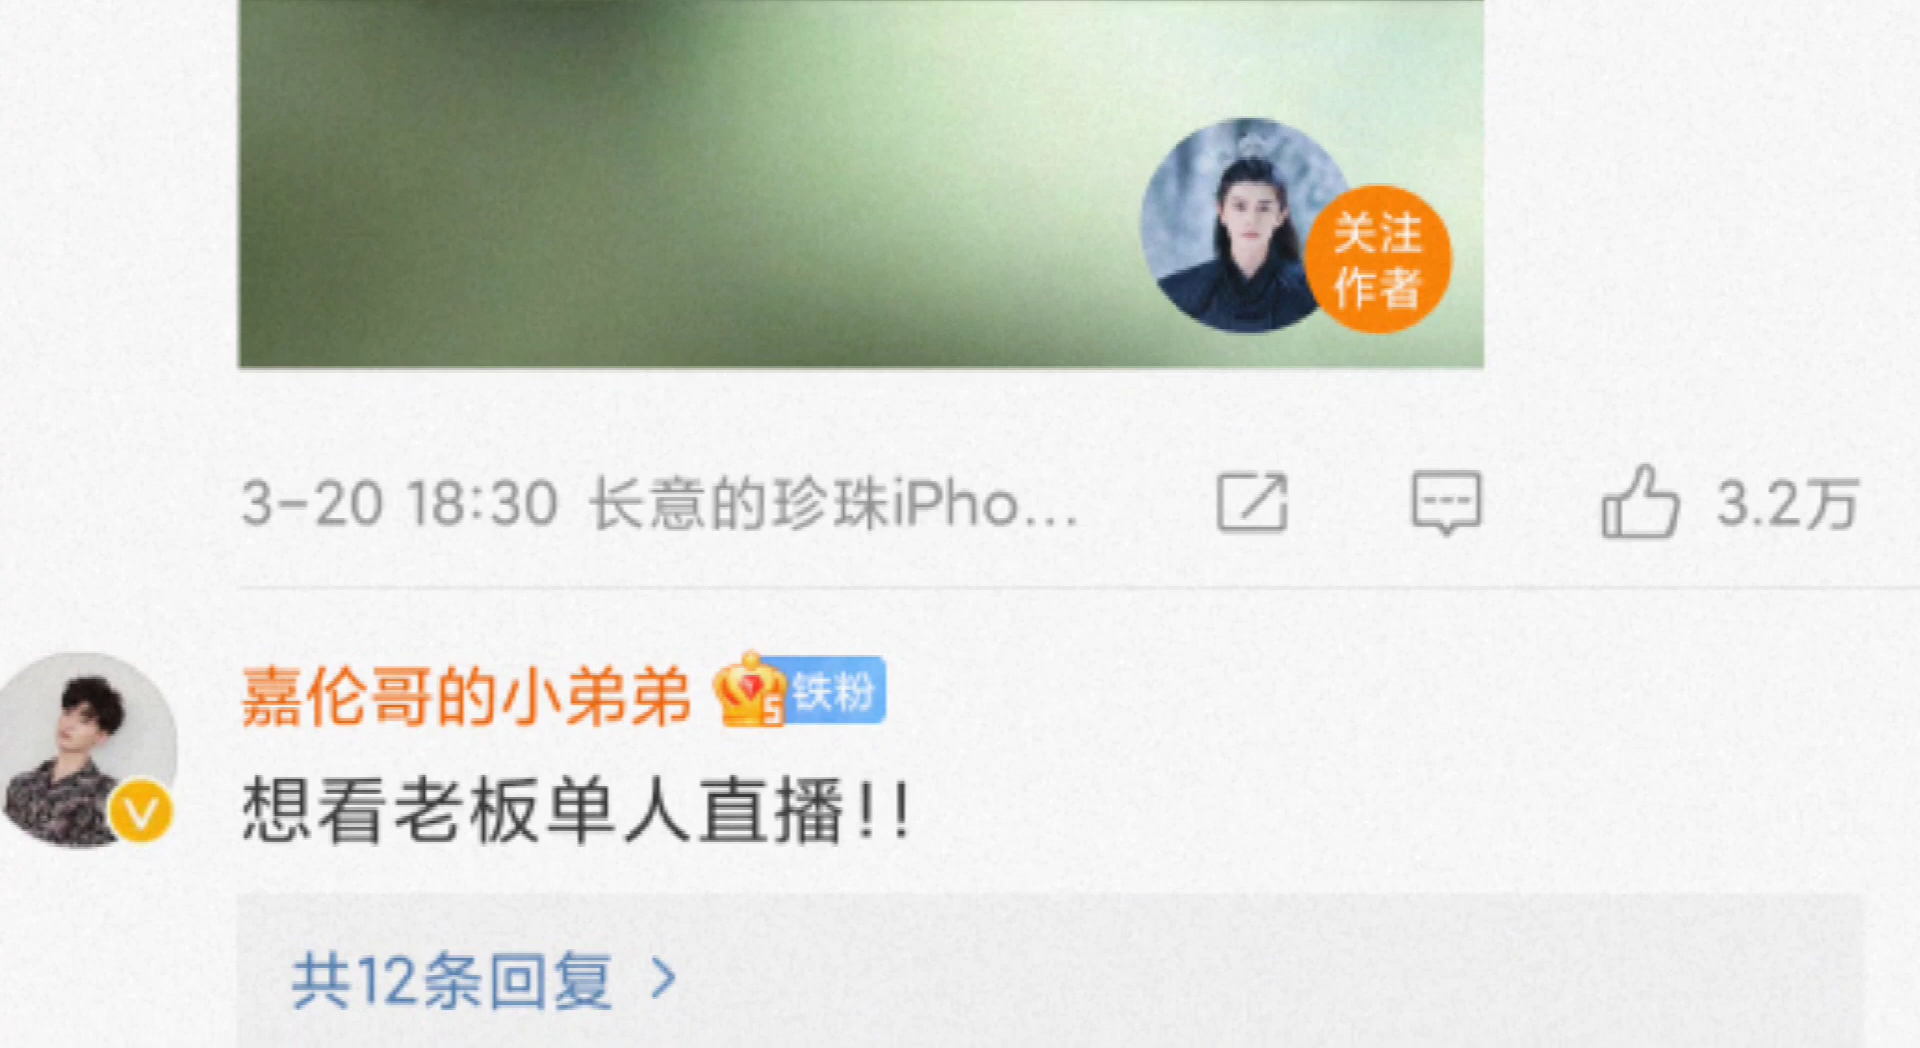 关注
作者
3-20 18:30 长意的珍珠iPho...
3.2万
嘉伦哥的小弟弟 5 铁粉
想看老板单人直播!!
共12条回复 >